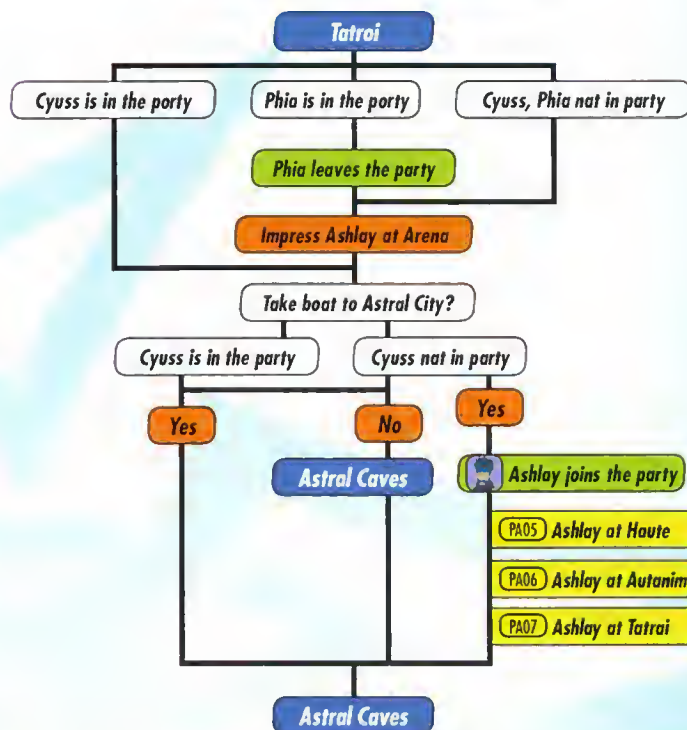 Tatroi
Cyuss is in the porty
Phia is in the porty
Cyuss, Phia nat in party
Phia leaves the party
Impress Ashlay at Arena
Take boat to Astral City?
Cyuss is in the party
Cyuss nat in party
Yes
No
Yes
Astral Caves
Ashlay joins the party
PA05 Ashlay at Haute
PA06 Ashlay at Autanim
PA07 Ashlay at Tatrai
Astral Caves